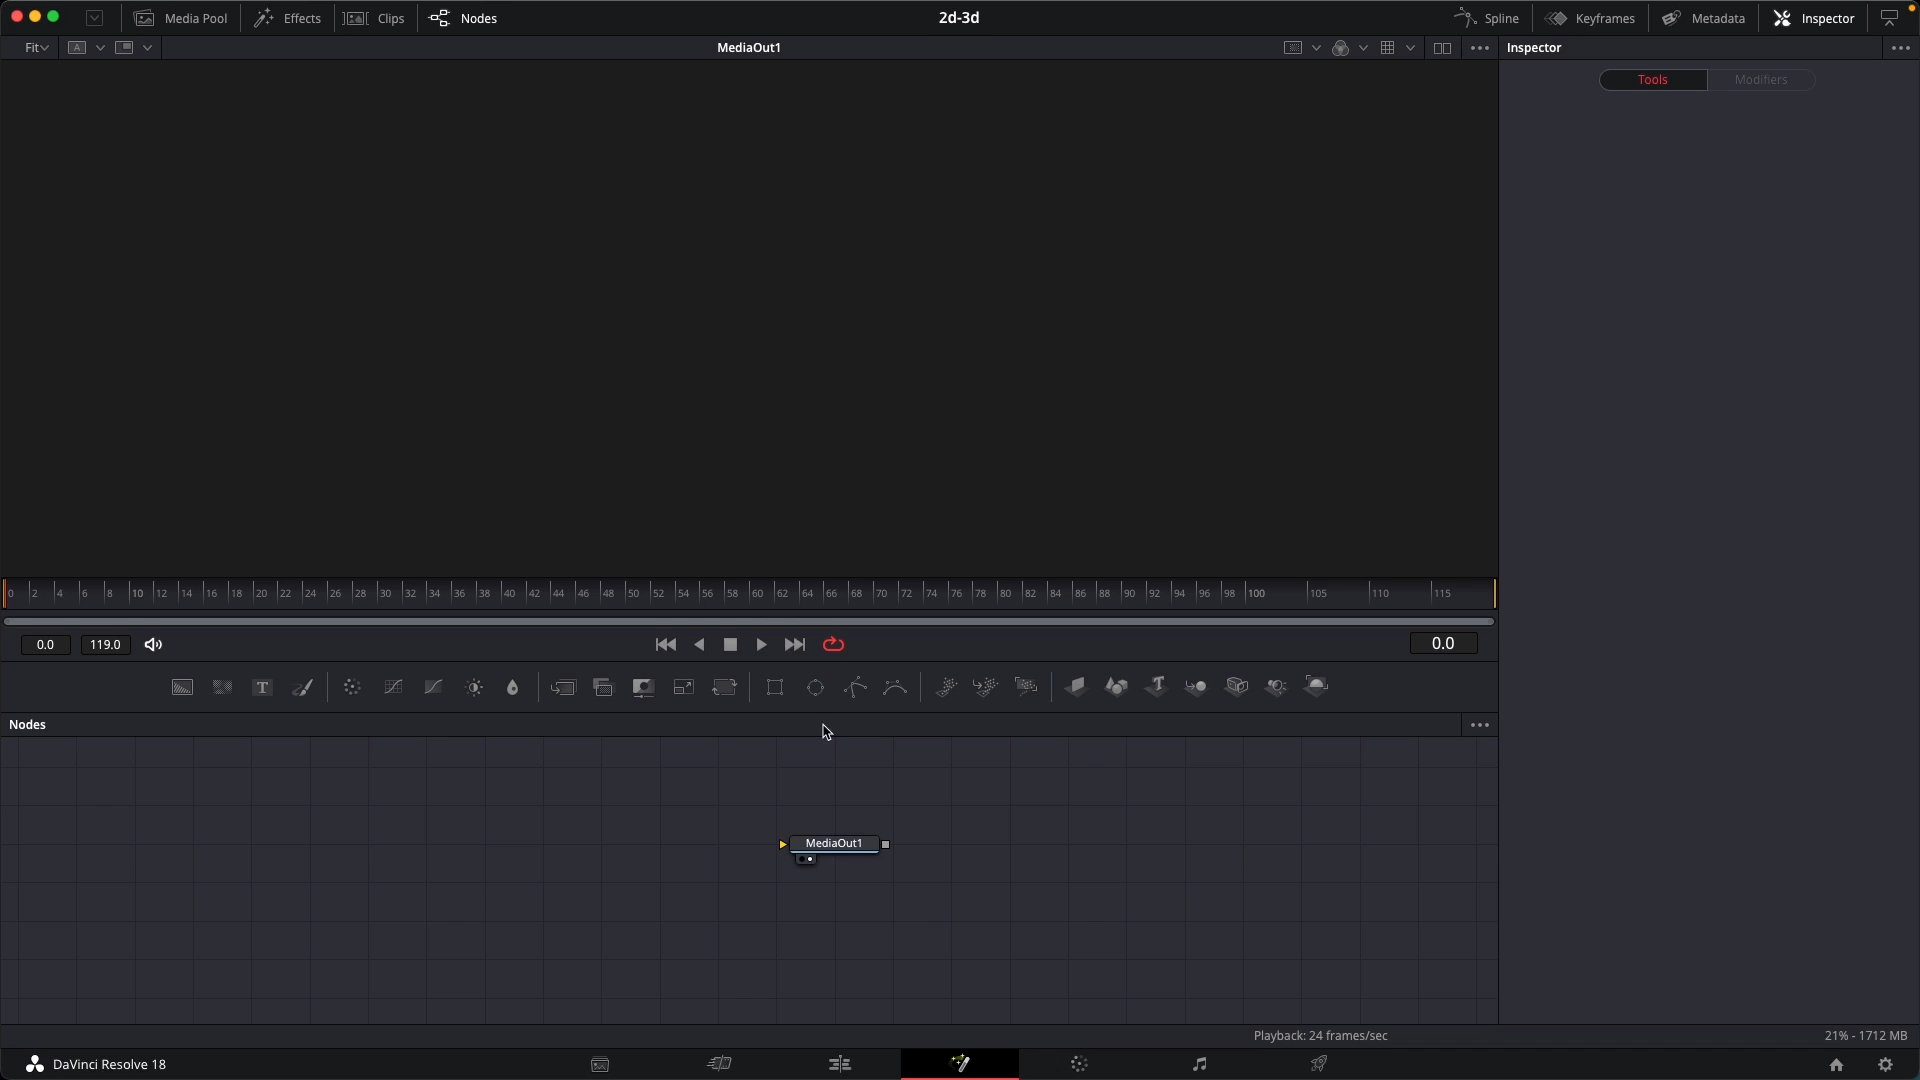 Media Pool Effects Clips Nodes 2d-3d Spline Keyframes Metadata Inspector
Fit A MediaOut1 Inspector
Tools Modifiers
0 2 4 6 8 10 12 14 16 18 20 22 24 26 28 30 32 34 36 38 40 42 44 46 48 50 52 54 56 58 60 62 64 66 68 70 72 74 76 78 80 82 84 86 88 90 92 94 96 98 100 105 110 115
0.0 119.0 0.0
T T
Nodes
MediaOut1
Playback: 24 frames/sec 21% - 1712 MB
DaVinci Resolve 18